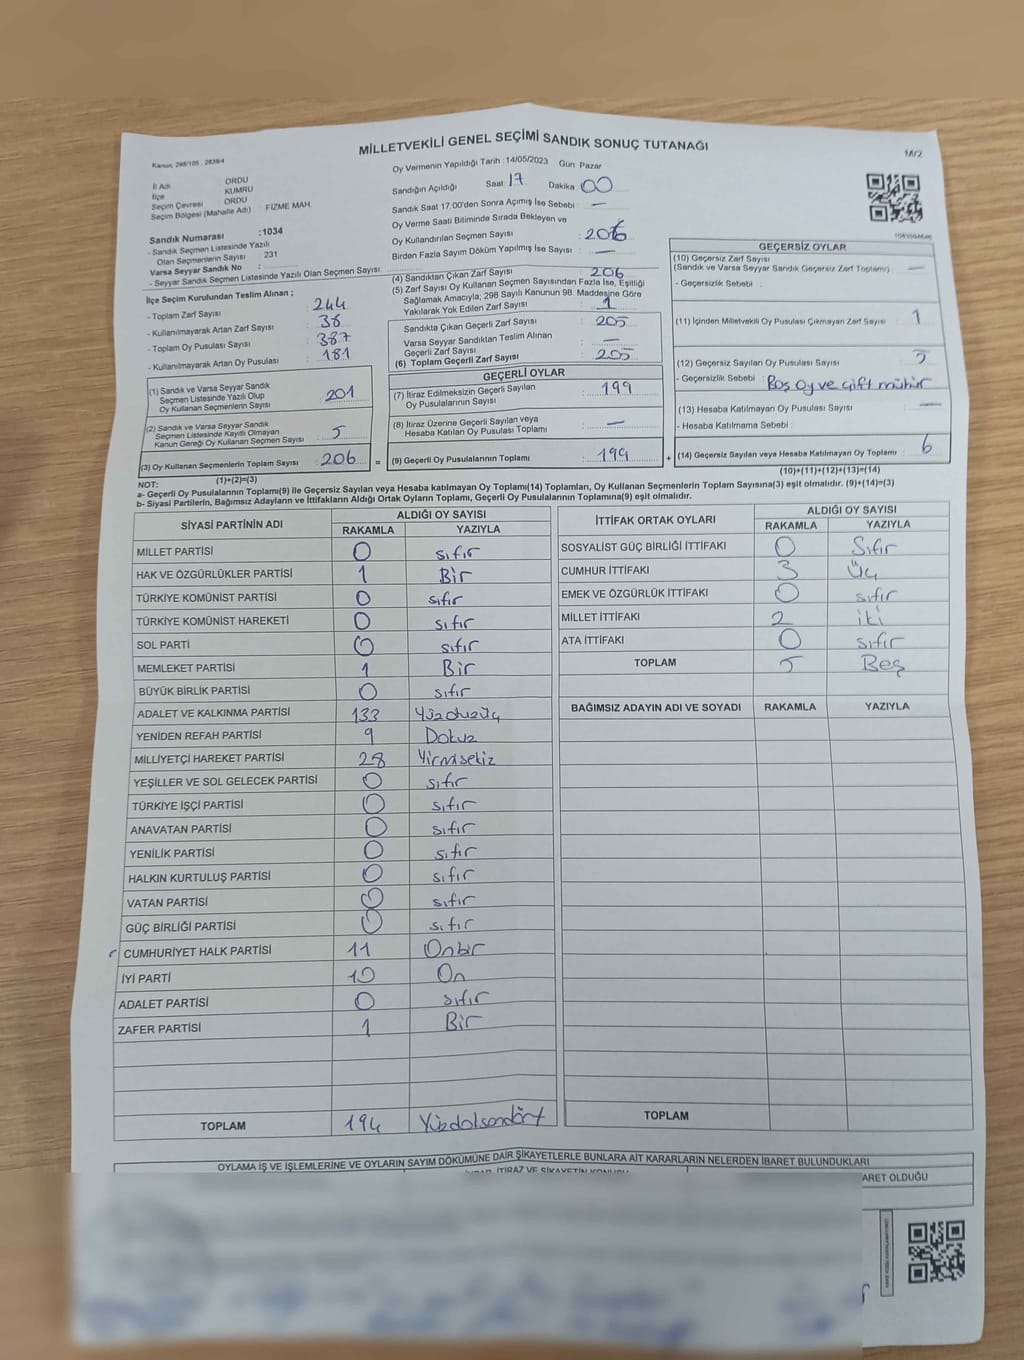 MİLLETVEKİLİ GENEL SEÇİMİ SANDIK SONUÇ TUTANAĞI
M/2
Kanun: 298/105 , 2839/4
Oy Vermenin Yapıldığı Tarih : 14/05/2023 Gün: Pazar
İl Adı ORDU
İlçe KUMRU
Seçim Çevresi ORDU
Seçim Bölgesi (Mahalle Adı) : FİZME MAH.
Sandığın Açıldığı Saat 17 Dakika 00
Sandık Saat 17:00'den Sonra Açımış İse Sebebi : —
Oy Verme Saati Bitiminde Sırada Bekleyen ve
Oy Kullandırılan Seçmen Sayısı : 206
Birden Fazla Sayım Döküm Yapılmış İse Sayısı : —
Sandık Numarası :1034
- Sandık Seçmen Listesinde Yazılı
Olan Seçmenlerin Sayısı 231
Varsa Seyyar Sandık No :
- Seyyar Sandık Seçmen Listesinde Yazılı Olan Seçmen Sayısı:
İlçe Seçim Kurulundan Teslim Alınan ;
- Toplam Zarf Sayısı : 244
- Kullanılmayarak Artan Zarf Sayısı : 38
- Toplam Oy Pusulası Sayısı : 387
- Kullanılmayarak Artan Oy Pusulası : 181
(1) Sandık ve Varsa Seyyar Sandık
Seçmen Listesinde Yazılı Olup
Oy Kullanan Seçmenlerin Sayısı : 201
(2) Sandık ve Varsa Seyyar Sandık
Seçmen Listesinde Kayıtlı Olmayan
Kanun Gereği Oy Kullanan Seçmen Sayısı : 5
(3) Oy Kullanan Seçmenlerin Toplam Sayısı : 206
(1)+(2)=(3)
(4) Sandıktan Çıkan Zarf Sayısı : 206
(5) Zarf Sayısı Oy Kullanan Seçmen Sayısından Fazla İse, Eşitliği
Sağlamak Amacıyla; 298 Sayılı Kanunun 98. Maddesine Göre
Yakılarak Yok Edilen Zarf Sayısı : 1
Sandıkta Çıkan Geçerli Zarf Sayısı : 205
Varsa Seyyar Sandıktan Teslim Alınan
Geçerli Zarf Sayısı : —
(6) Toplam Geçerli Zarf Sayısı : 205
GEÇERLİ OYLAR
(7) İtiraz Edilmeksizin Geçerli Sayılan
Oy Pusulalarının Sayısı : 199
(8) İtiraz Üzerine Geçerli Sayılan veya
Hesaba Katılan Oy Pusulası Toplamı : —
= (9) Geçerli Oy Pusulalarının Toplamı : 199
GEÇERSİZ OYLAR
(10) Geçersiz Zarf Sayısı
(Sandık ve Varsa Seyyar Sandık Geçersiz Zarf Toplamı) : —
- Geçersizlik Sebebi :
(11) İçinden Milletvekili Oy Pusulası Çıkmayan Zarf Sayısı : 1
(12) Geçersiz Sayılan Oy Pusulası Sayısı : 5
- Geçersizlik Sebebi : Boş oy ve çift mühür
(13) Hesaba Katılmayan Oy Pusulası Sayısı : —
- Hesaba Katılmama Sebebi :
+ (14) Geçersiz Sayılan veya Hesaba Katılmayan Oy Toplamı : 6
(10)+(11)+(12)+(13)=(14)
NOT:
a- Geçerli Oy Pusulalarının Toplamı(9) ile Geçersiz Sayılan veya Hesaba katılmayan Oy Toplamı(14) Toplamları, Oy Kullanan Seçmenlerin Toplam Sayısına(3) eşit olmalıdır. (9)+(14)=(3)
b- Siyasi Partilerin, Bağımsız Adayların ve İttifakların Aldığı Ortak Oyların Toplamı, Geçerli Oy Pusulalarının Toplamına(9) eşit olmalıdır.
SİYASİ PARTİNİN ADI ALDIĞI OY SAYISI
RAKAMLA YAZIYLA
MİLLET PARTİSİ 0 sıfır
HAK VE ÖZGÜRLÜKLER PARTİSİ 1 Bir
TÜRKİYE KOMÜNİST PARTİSİ 0 sıfır
TÜRKİYE KOMÜNİST HAREKETİ 0 sıfır
SOL PARTİ 0 sıfır
MEMLEKET PARTİSİ 1 Bir
BÜYÜK BİRLİK PARTİSİ 0 sıfır
ADALET VE KALKINMA PARTİSİ 133 Yüzotuzüç
YENİDEN REFAH PARTİSİ 9 Dokuz
MİLLİYETÇİ HAREKET PARTİSİ 28 Yirmisekiz
YEŞİLLER VE SOL GELECEK PARTİSİ 0 sıfır
TÜRKİYE İŞÇİ PARTİSİ 0 sıfır
ANAVATAN PARTİSİ 0 sıfır
YENİLİK PARTİSİ 0 sıfır
HALKIN KURTULUŞ PARTİSİ 0 sıfır
VATAN PARTİSİ 0 sıfır
GÜÇ BİRLİĞİ PARTİSİ 0 sıfır
CUMHURİYET HALK PARTİSİ 11 Onbir
İYİ PARTİ 10 On
ADALET PARTİSİ 0 sıfır
ZAFER PARTİSİ 1 Bir
TOPLAM 194 Yüzdoksandört
İTTİFAK ORTAK OYLARI ALDIĞI OY SAYISI
RAKAMLA YAZIYLA
SOSYALİST GÜÇ BİRLİĞİ İTTİFAKI 0 Sıfır
CUMHUR İTTİFAKI 3 Üç
EMEK VE ÖZGÜRLÜK İTTİFAKI 0 sıfır
MİLLET İTTİFAKI 2 iki
ATA İTTİFAKI 0 sıfır
TOPLAM 5 Beş
BAĞIMSIZ ADAYIN ADI VE SOYADI RAKAMLA YAZIYLA
TOPLAM
OYLAMA İŞ VE İŞLEMLERİNE VE OYLARIN SAYIM DÖKÜMÜNE DAİR ŞİKAYETLERLE BUNLARA AİT KARARLARIN NELERDEN İBARET BULUNDUKLARI
İTİRAZ VE ŞİKAYETİN KONUSU
ARET OLDUĞU